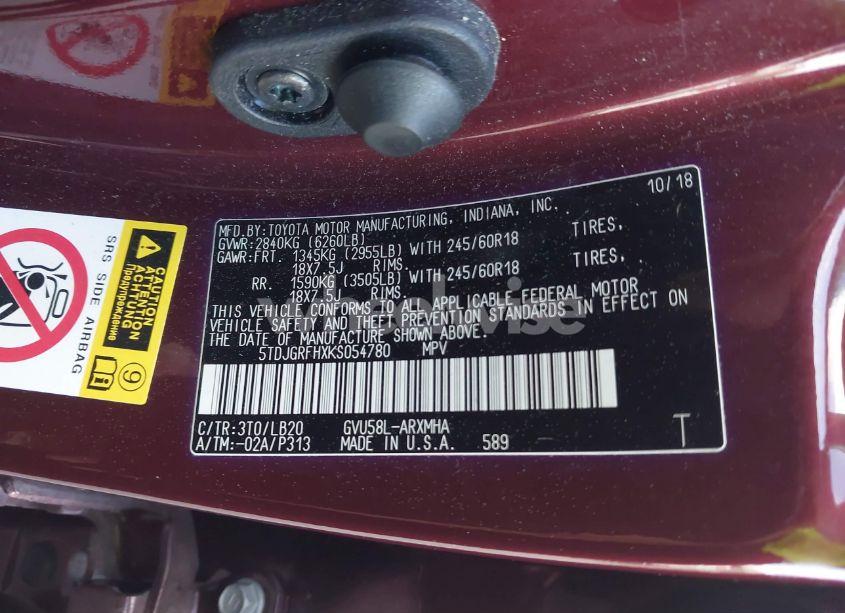 10/18
MFD.BY:TOYOTA MOTOR MANUFACTURING, INDIANA, INC.
GVWR:2840KG (6260LB)
GAWR:FRT. 1345KG (2955LB) WITH 245/60R18 TIRES,
18X7.5J RIMS.
RR. 1590KG (3505LB) WITH 245/60R18 TIRES,
18X7.5J RIMS.
THIS VEHICLE CONFORMS TO ALL APPLICABLE FEDERAL MOTOR
VEHICLE SAFETY AND THEFT PREVENTION STANDARDS IN EFFECT ON
THE DATE OF MANUFACTURE SHOWN ABOVE.
5TDJGRFHXKS054780 MPV
C/TR:3T0/LB20 GVU58L-ARXMHA
A/TM:-02A/P313 MADE IN U.S.A. 589 T
CAUTION
ATTENTION
ACHTUNG
Предупреждение
SRS SIDE AIRBAG
9